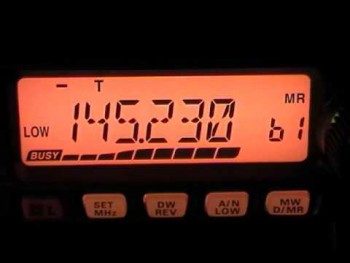 − T
MR
LOW 145.230 b1
BUSY
L SET MHz DW REV A/N LOW MW D/MR